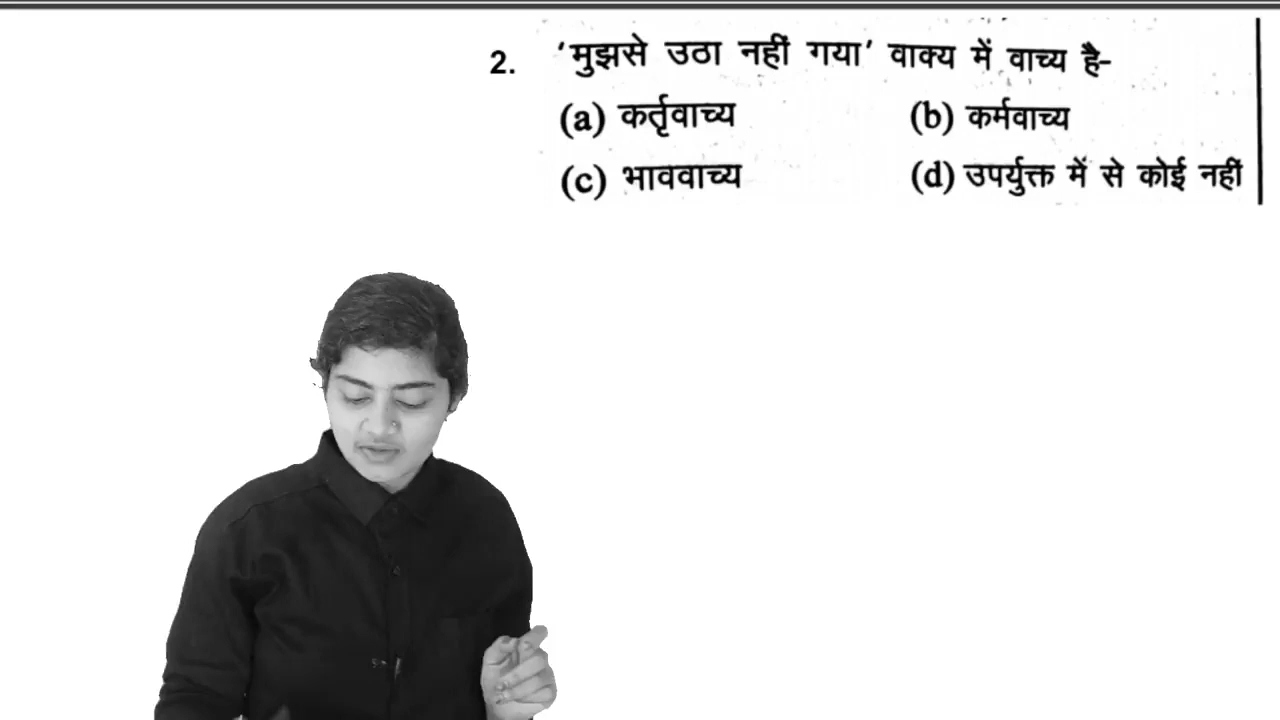 2. 'मुझसे उठा नहीं गया' वाक्य में वाच्य है-
(a) कर्तृवाच्य (b) कर्मवाच्य
(c) भाववाच्य (d) उपर्युक्त में से कोई नहीं